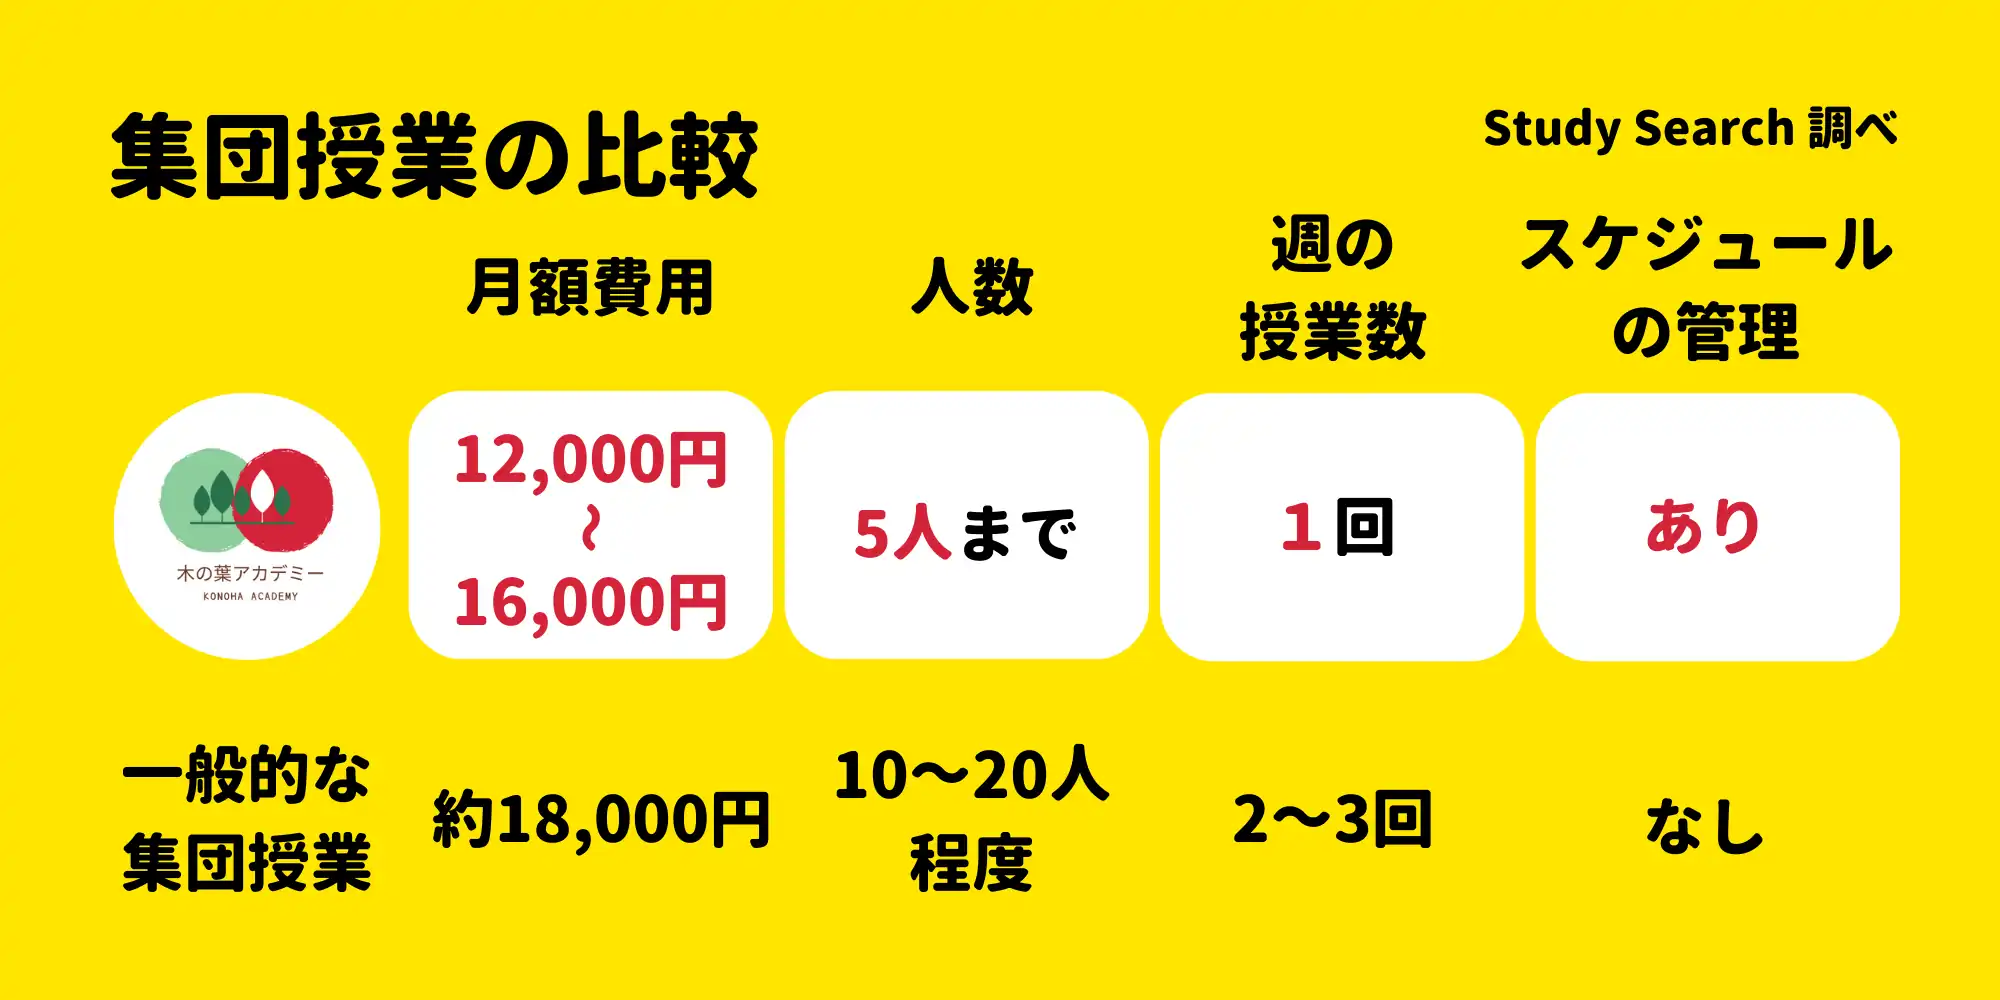 集団授業の比較
Study Search 調べ
月額費用
人数
週の
授業数
スケジュール
の管理
木の葉アカデミー
KONOHA ACADEMY
12,000円
~
16,000円
5人まで
1回
あり
一般的な
集団授業
約18,000円
10〜20人
程度
2〜3回
なし